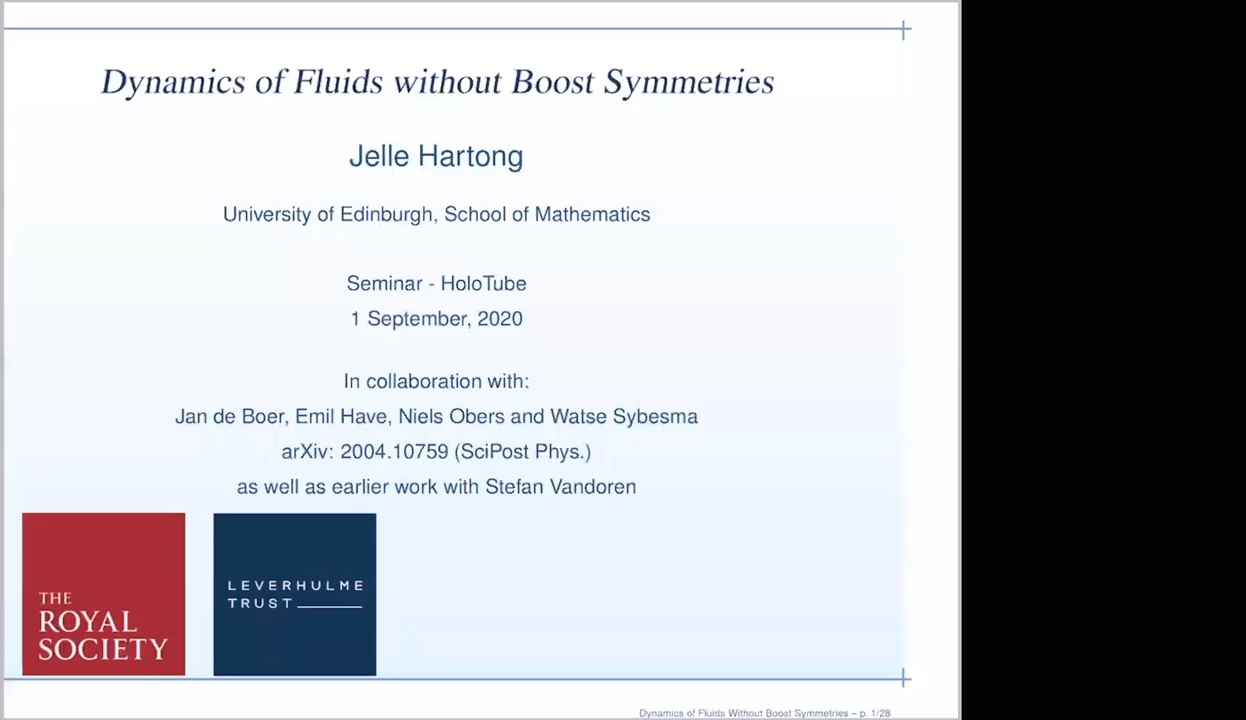 Dynamics of Fluids without Boost Symmetries
Jelle Hartong
University of Edinburgh, School of Mathematics
Seminar - HoloTube
1 September, 2020
In collaboration with:
Jan de Boer, Emil Have, Niels Obers and Watse Sybesma
arXiv: 2004.10759 (SciPost Phys.)
as well as earlier work with Stefan Vandoren
THE
ROYAL
SOCIETY
LEVERHULME
TRUST
Dynamics of Fluids Without Boost Symmetries – p. 1/28